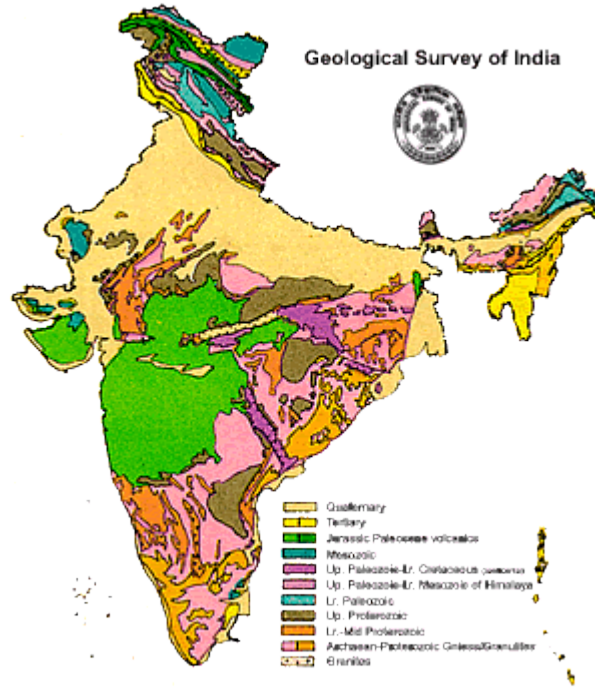 Geological Survey of India
Quaternary
Tertiary
Jurassic Paleocene volcanics
Mesozoic
Up. Paleozoic-Lr. Cretaceous
Up. Paleozoic-Lr. Mesozoic of Himalaya
Lr. Paleozoic
Up. Proterozoic
Lr.-Mid Proterozoic
Archaean-Proterozoic Gniess/Granulites
Granites